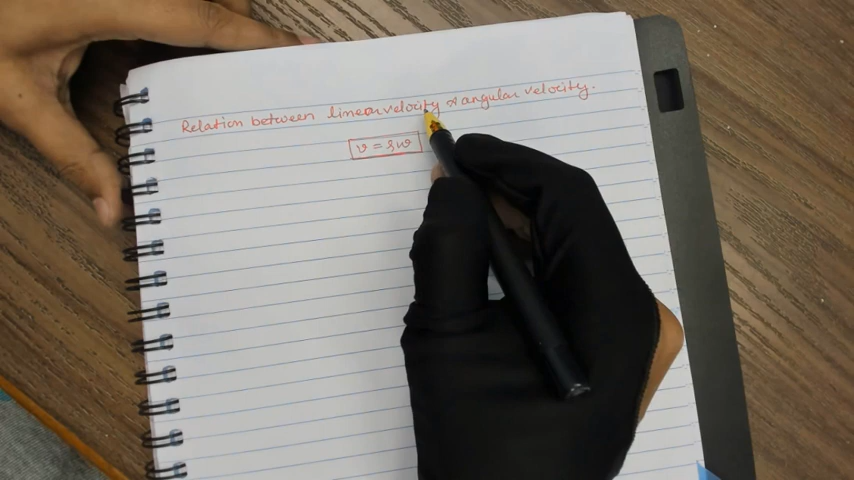 Relation between linear velocity & angular velocity.
v = rω